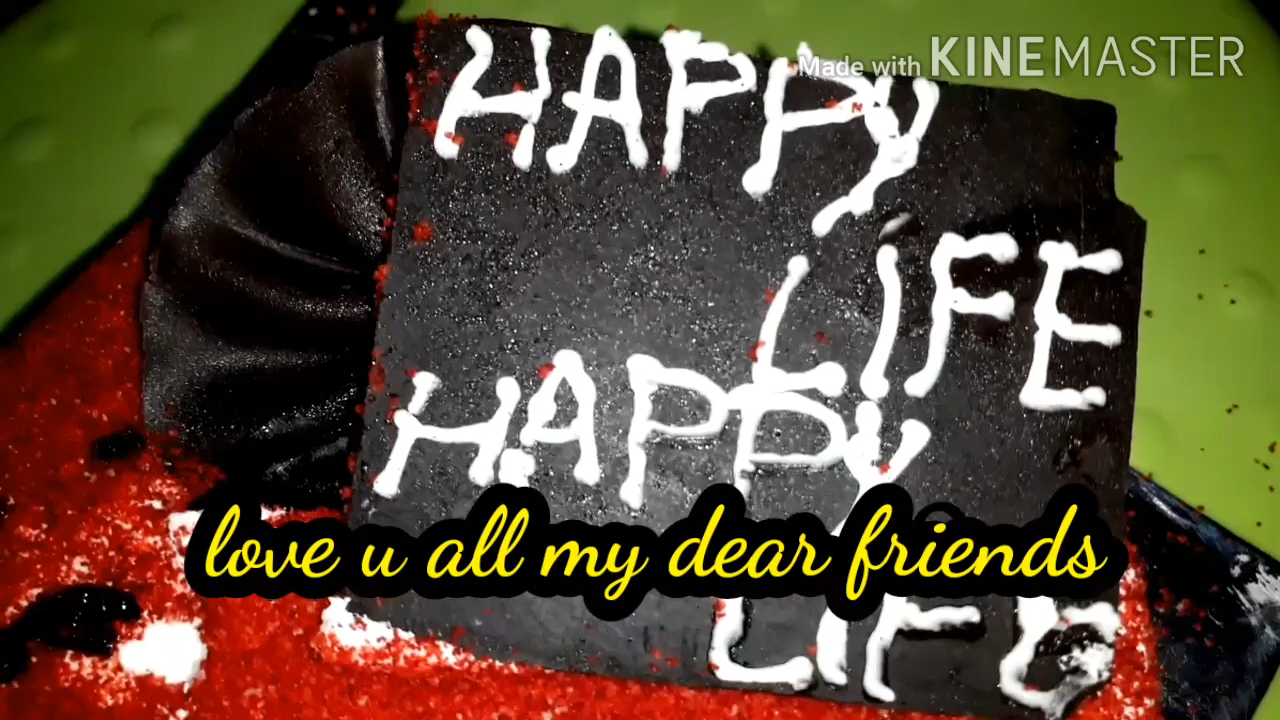 Made with KINEMASTER
HAPPY
LIFE
HAPPY
love u all my dear friends
LIFE